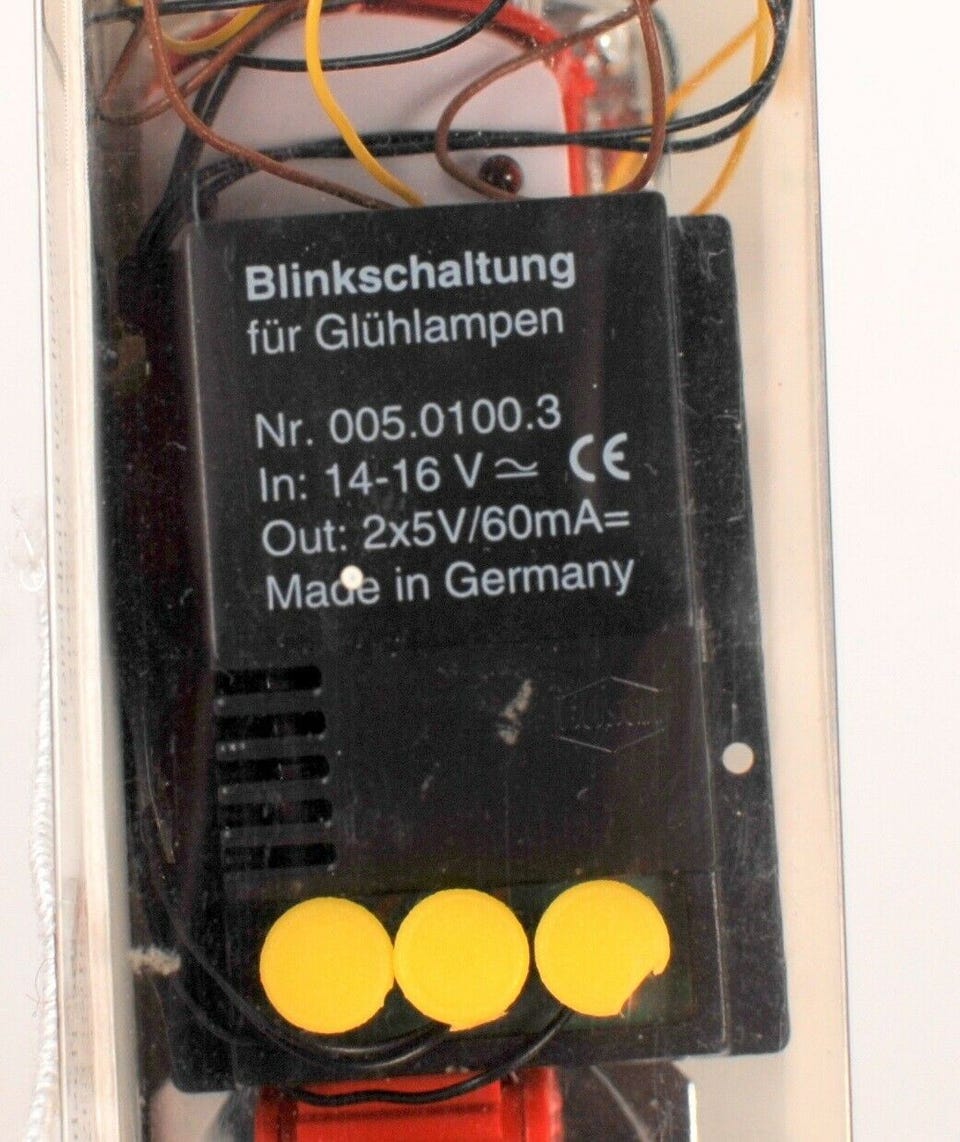 Blinkschaltung
für Glühlampen
Nr. 005.0100.3
In: 14-16 V ≃ CE
Out: 2x5V/60mA=
Made in Germany